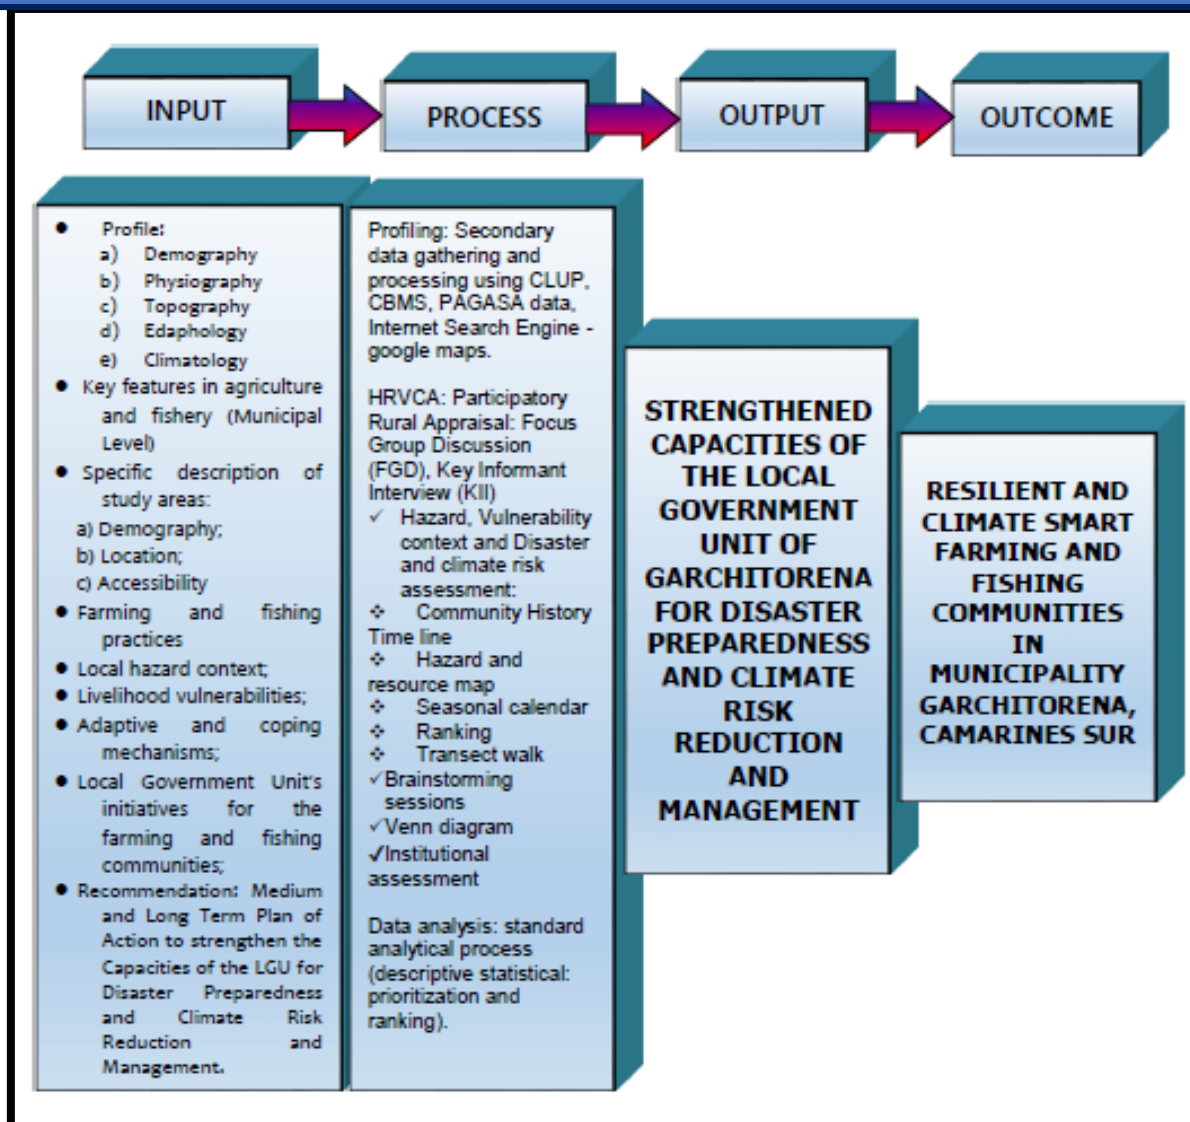 INPUT
PROCESS
OUTPUT
OUTCOME
● Profile:
a) Demography
b) Physiography
c) Topography
d) Edaphology
e) Climatology
● Key features in agriculture
and fishery (Municipal
Level)
● Specific description of
study areas:
a) Demography;
b) Location;
c) Accessibility
● Farming and fishing
practices
● Local hazard context;
● Livelihood vulnerabilities;
● Adaptive and coping
mechanisms;
● Local Government Unit's
initiatives for the
farming and fishing
communities;
● Recommendation: Medium
and Long Term Plan of
Action to strengthen the
Capacities of the LGU for
Disaster Preparedness
and Climate Risk
Reduction and
Management.
Profiling: Secondary
data gathering and
processing using CLUP,
CBMS, PAGASA data,
Internet Search Engine -
google maps.
HRVCA: Participatory
Rural Appraisal: Focus
Group Discussion
(FGD), Key Informant
Interview (KII)
✓ Hazard, Vulnerability
context and Disaster
and climate risk
assessment:
❖ Community History
Time line
❖ Hazard and
resource map
❖ Seasonal calendar
❖ Ranking
❖ Transect walk
✓Brainstorming
sessions
✓Venn diagram
✓Institutional
assessment
Data analysis: standard
analytical process
(descriptive statistical:
prioritization and
ranking).
STRENGTHENED
CAPACITIES OF
THE LOCAL
GOVERNMENT
UNIT OF
GARCHITORENA
FOR DISASTER
PREPAREDNESS
AND CLIMATE
RISK
REDUCTION
AND
MANAGEMENT
RESILIENT AND
CLIMATE SMART
FARMING AND
FISHING
COMMUNITIES
IN
MUNICIPALITY
GARCHITORENA,
CAMARINES SUR